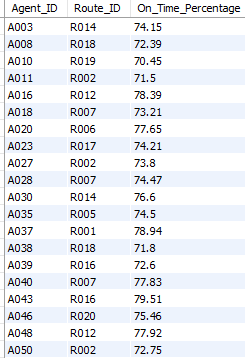 Agent_ID Route_ID On_Time_Percentage
A003 R014 74.15
A008 R018 72.39
A010 R019 70.45
A011 R002 71.5
A016 R012 78.39
A018 R007 73.21
A020 R006 77.65
A023 R017 74.21
A027 R002 73.8
A028 R007 74.47
A030 R014 76.6
A035 R005 74.5
A037 R001 78.94
A038 R018 71.8
A039 R016 72.6
A040 R007 77.83
A043 R016 79.51
A046 R020 75.46
A048 R012 77.92
A050 R002 72.75